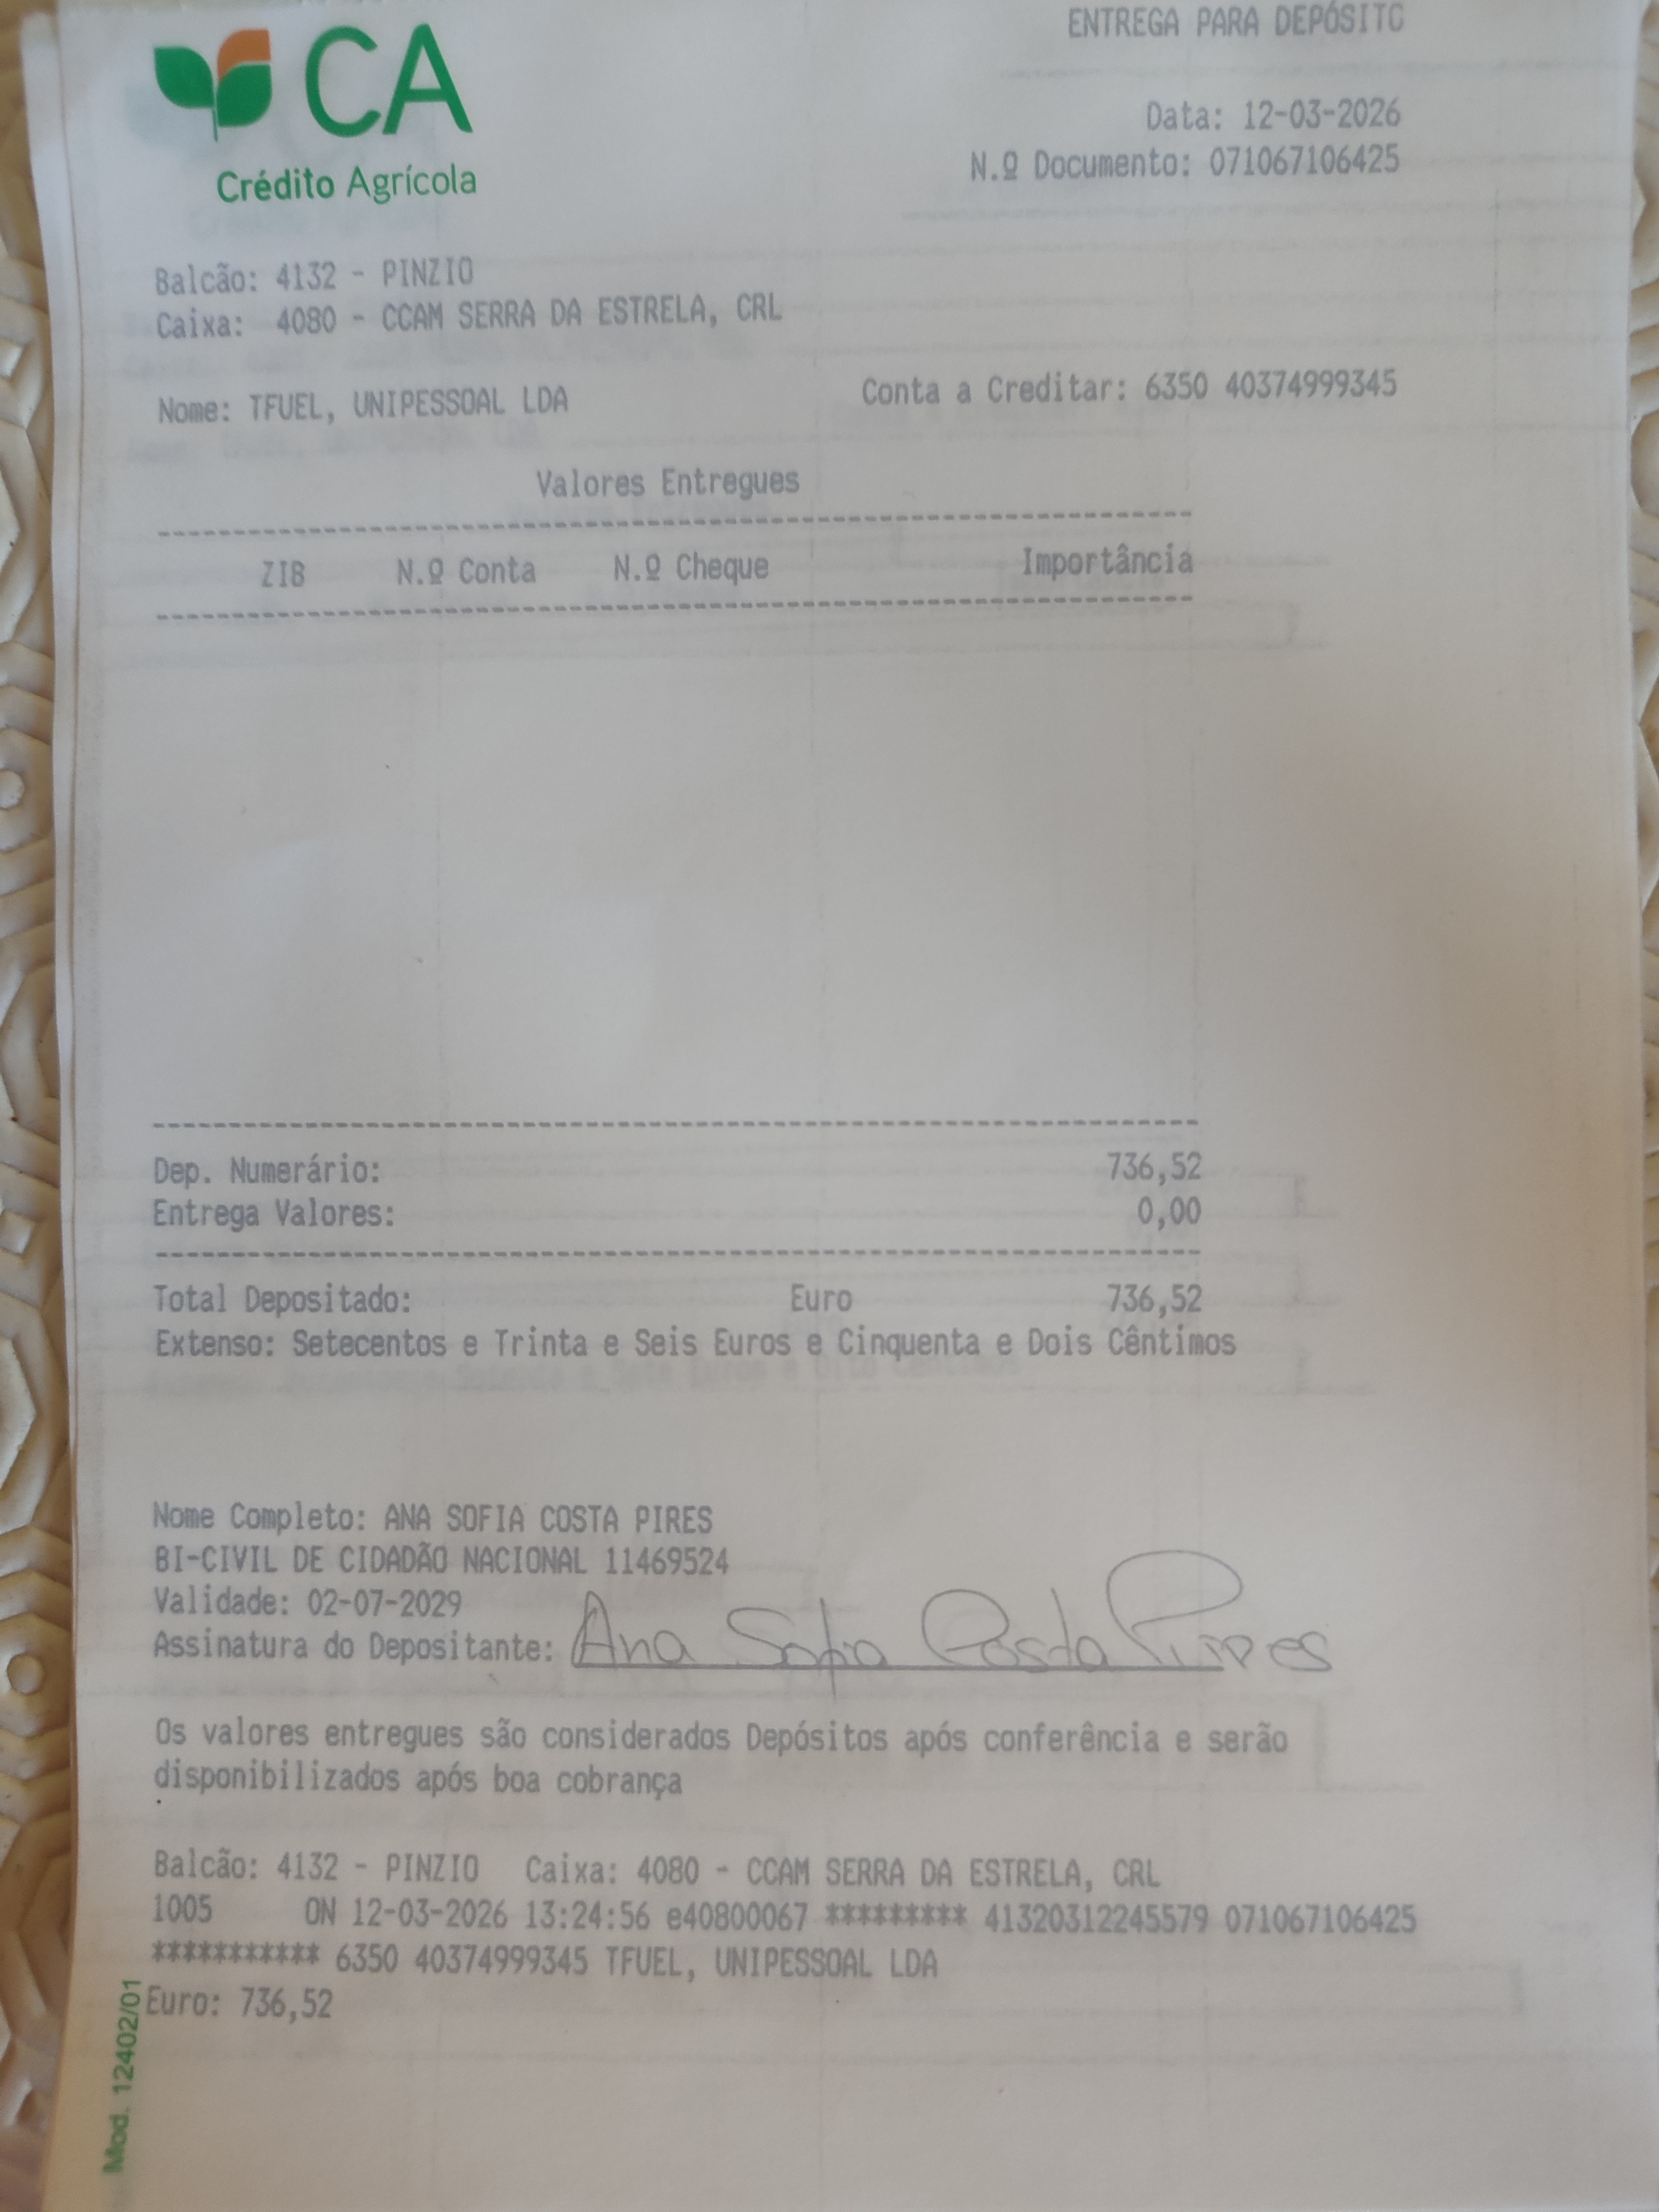 CA
Crédito Agrícola
ENTREGA PARA DEPÓSITO
Data: 12-03-2026
N.º Documento: 071067106425
Balcão: 4132 - PINZIO
Caixa: 4080 - CCAM SERRA DA ESTRELA, CRL
Nome: TFUEL, UNIPESSOAL LDA Conta a Creditar: 6350 40374999345
Valores Entregues
ZIB N.º Conta N.º Cheque Importância
Dep. Numerário: 736,52
Entrega Valores: 0,00
Total Depositado: Euro 736,52
Extenso: Setecentos e Trinta e Seis Euros e Cinquenta e Dois Cêntimos
Nome Completo: ANA SOFIA COSTA PIRES
BI-CIVIL DE CIDADÃO NACIONAL 11469524
Validade: 02-07-2029
Assinatura do Depositante: Ana Sofia Costa Pires
Os valores entregues são considerados Depósitos após conferência e serão
disponibilizados após boa cobrança
Balcão: 4132 - PINZIO Caixa: 4080 - CCAM SERRA DA ESTRELA, CRL
1005 ON 12-03-2026 13:24:56 e40800067 ********* 41320312245579 071067106425
*********** 6350 40374999345 TFUEL, UNIPESSOAL LDA
Euro: 736,52
Mod. 12402/01